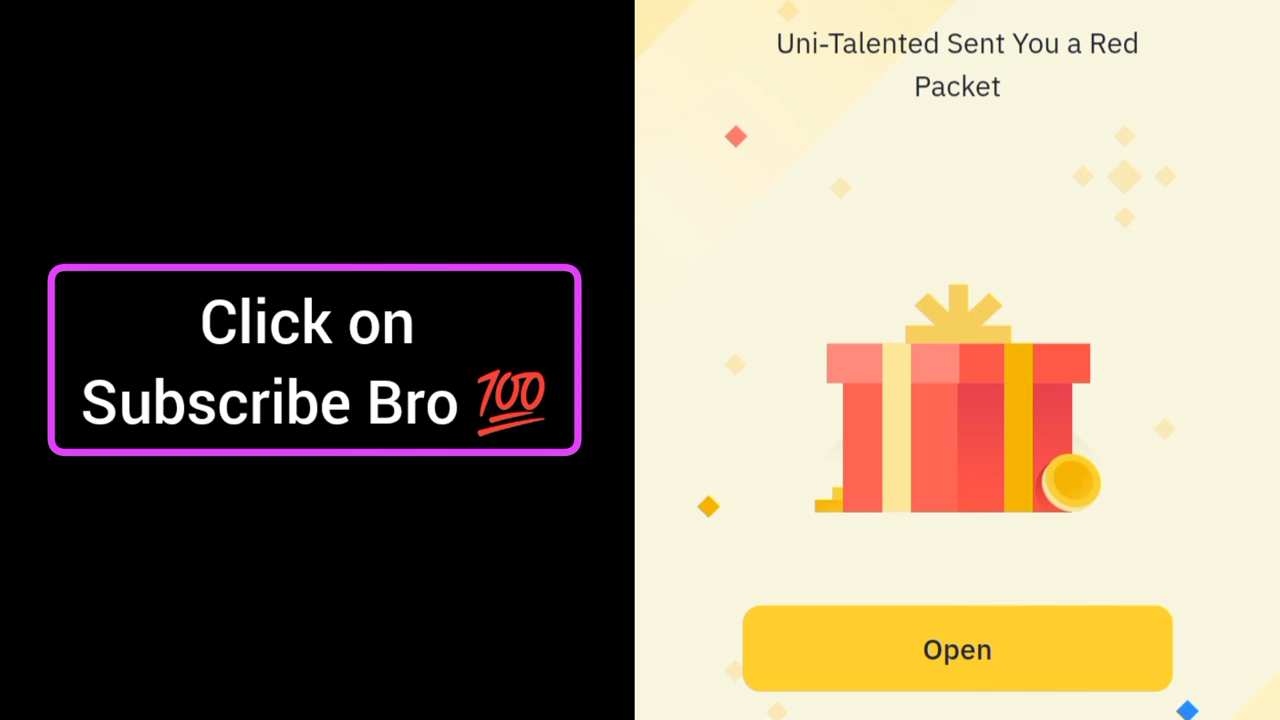 Click on
Subscribe Bro 💯
Uni-Talented Sent You a Red
Packet
Open